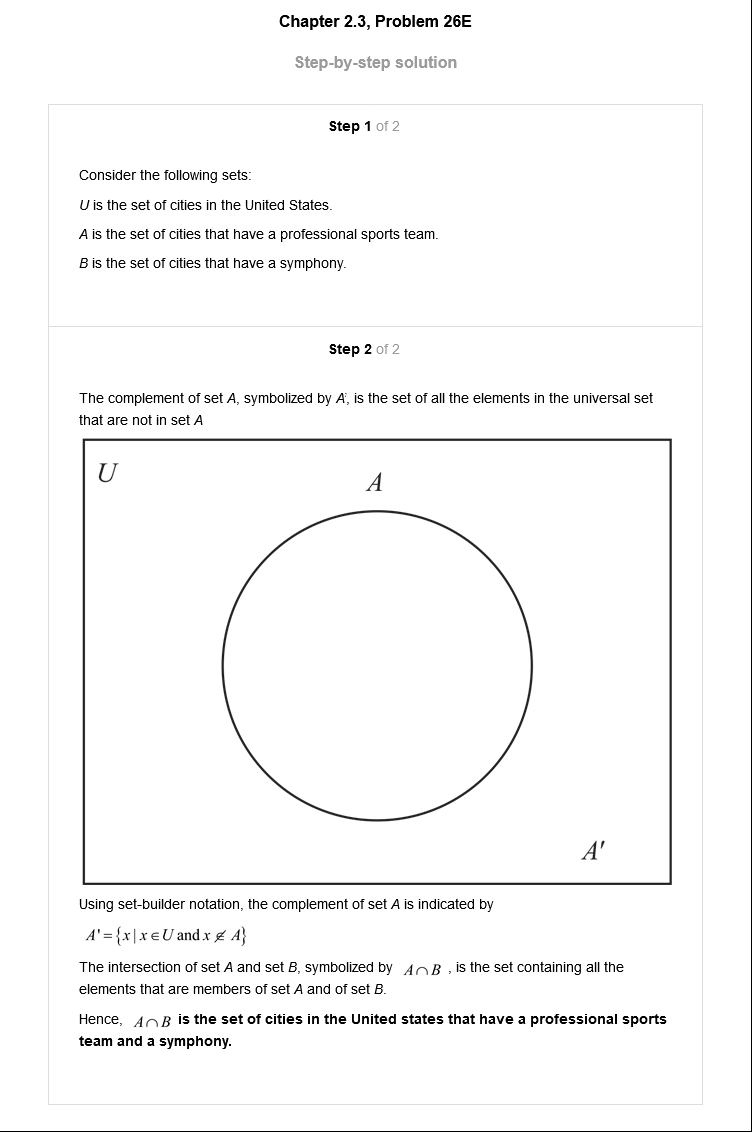 Chapter 2.3, Problem 26E
Step-by-step solution
Step 1 of 2
Consider the following sets:
U is the set of cities in the United States.
A is the set of cities that have a professional sports team.
B is the set of cities that have a symphony.
Step 2 of 2
The complement of set A, symbolized by A', is the set of all the elements in the universal set
that are not in set A
U
A
A'
Using set-builder notation, the complement of set A is indicated by
A' = {x | x ∈ U and x ∉ A}
The intersection of set A and set B, symbolized by A∩B , is the set containing all the
elements that are members of set A and of set B.
Hence, A∩B is the set of cities in the United states that have a professional sports
team and a symphony.